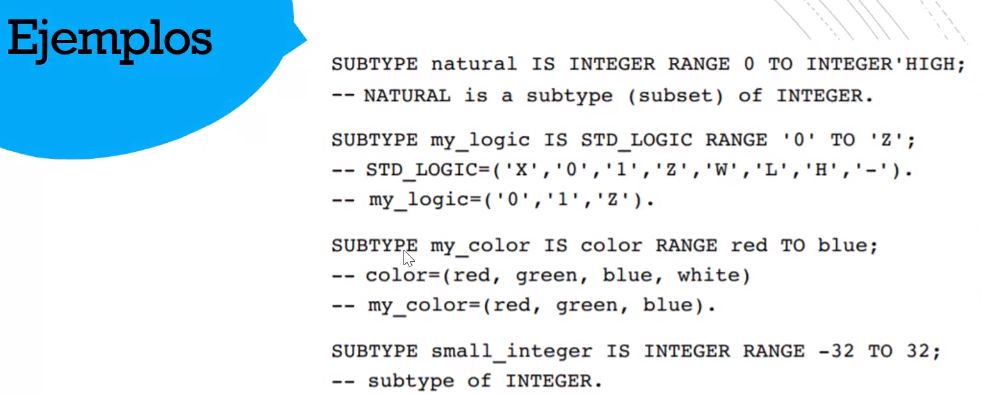 Ejemplos
SUBTYPE natural IS INTEGER RANGE 0 TO INTEGER'HIGH;
-- NATURAL is a subtype (subset) of INTEGER.
SUBTYPE my_logic IS STD_LOGIC RANGE '0' TO 'Z';
-- STD_LOGIC=('X','0','1','Z','W','L','H','-').
-- my_logic=('0','1','Z').
SUBTYPE my_color IS color RANGE red TO blue;
-- color=(red, green, blue, white)
-- my_color=(red, green, blue).
SUBTYPE small_integer IS INTEGER RANGE -32 TO 32;
-- subtype of INTEGER.